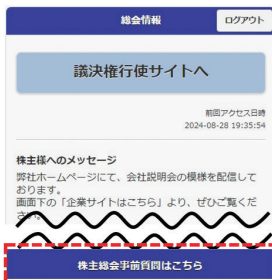 総会情報
ログアウト
議決権行使サイトへ
前回アクセス日時
2024-08-28 19:35:54
株主様へのメッセージ
弊社ホームページにて、会社説明会の模様を配信して
おります。
画面下の「企業サイトはこちら」より、ぜひご覧くだ
さい。
株主総会事前質問はこちら